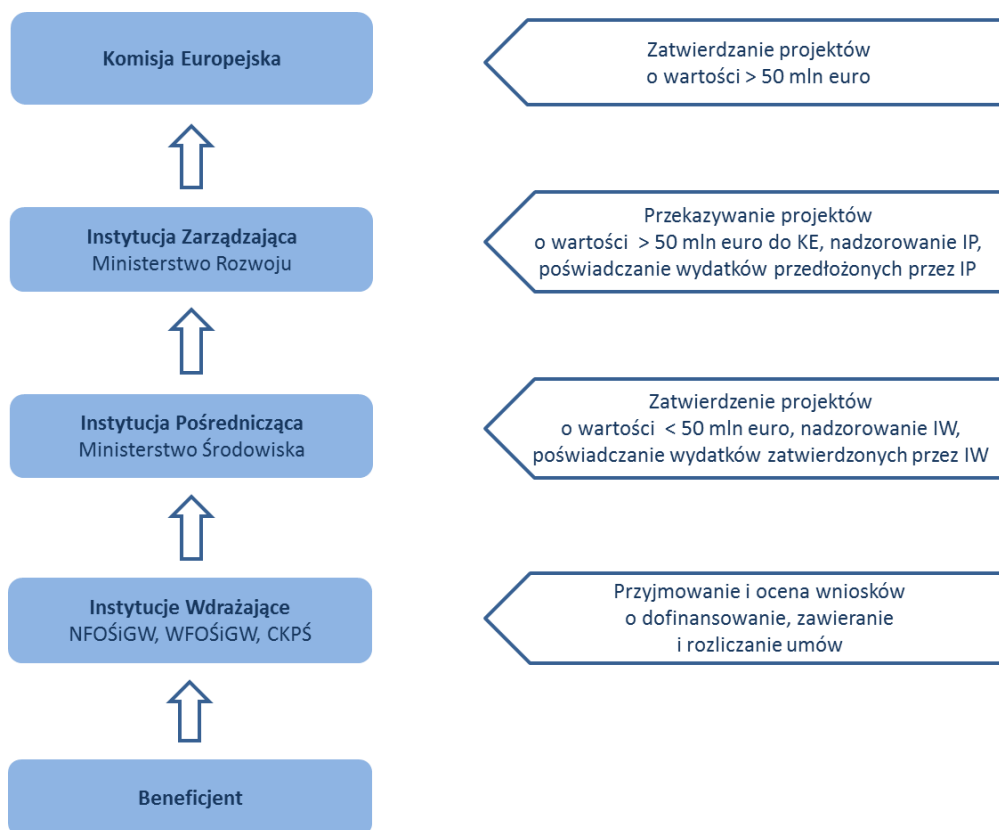 Komisja Europejska
Zatwierdzanie projektów
o wartości > 50 mln euro
Instytucja Zarządzająca
Ministerstwo Rozwoju
Przekazywanie projektów
o wartości > 50 mln euro do KE, nadzorowanie IP,
poświadczanie wydatków przedłożonych przez IP
Instytucja Pośrednicząca
Ministerstwo Środowiska
Zatwierdzenie projektów
o wartości < 50 mln euro, nadzorowanie IW,
poświadczanie wydatków zatwierdzonych przez IW
Instytucje Wdrażające
NFOŚiGW, WFOŚiGW, CKPŚ
Przyjmowanie i ocena wniosków
o dofinansowanie, zawieranie
i rozliczanie umów
Beneficjent